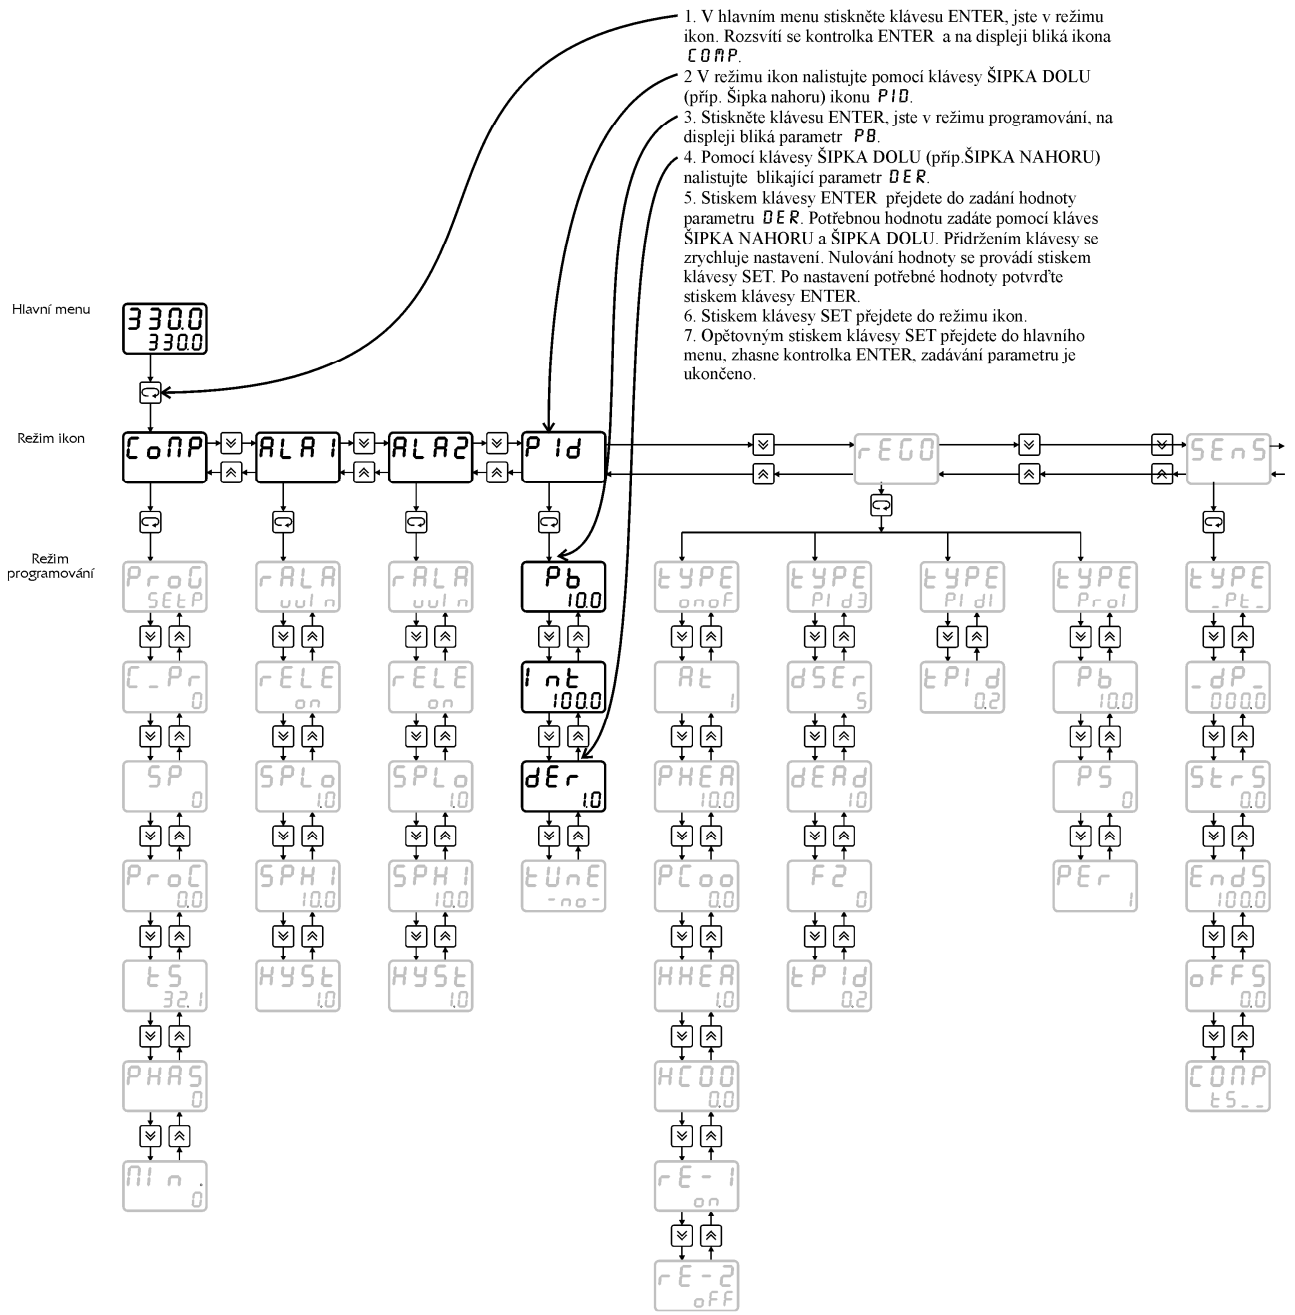 1. V hlavním menu stiskněte klávesu ENTER, jste v režimu
ikon. Rozsvítí se kontrolka ENTER a na displeji bliká ikona
COMP.
2 V režimu ikon nalistujte pomocí klávesy ŠIPKA DOLU
(příp. Šipka nahoru) ikonu PID.
3. Stiskněte klávesu ENTER, jste v režimu programování, na
displeji bliká parametr PB.
4. Pomocí klávesy ŠIPKA DOLU (příp.ŠIPKA NAHORU)
nalistujte blikající parametr DER.
5. Stiskem klávesy ENTER přejdete do zadání hodnoty
parametru DER. Potřebnou hodnotu zadáte pomocí kláves
ŠIPKA NAHORU a ŠIPKA DOLU. Přidržením klávesy se
zrychluje nastavení. Nulování hodnoty se provádí stiskem
klávesy SET. Po nastavení potřebné hodnoty potvrďte
stiskem klávesy ENTER.
6. Stiskem klávesy SET přejdete do režimu ikon.
7. Opětovným stiskem klávesy SET přejdete do hlavního
menu, zhasne kontrolka ENTER, zadávání parametru je
ukončeno.
Hlavní menu
330.0
330.0
Režim ikon
CoMP ALA1 ALA2 PId rEGO SEnS
Režim
programování
ProG
SEtP
C_Pr
0
SP
0
ProC
0.0
tS
32.1
PHAS
0
MIn.
0
rALA
uuIn
rELE
on
SPLo
1.0
SPHI
10.0
HYSt
1.0
rALA
uuIn
rELE
on
SPLo
1.0
SPHI
10.0
HYSt
1.0
Pb
10.0
Int
100.0
dEr
1.0
tUnE
-no-
tYPE
onoF
At
1
PHEA
10.0
PCoo
0.0
HHEA
1.0
HCOO
0.0
rE-1
on
rE-2
oFF
tYPE
PId3
dSEr
5
dEAd
10
F2
0
tPId
0.2
tYPE
PId1
tPId
0.2
tYPE
Pro1
Pb
10.0
PS
0
PEr
1
tYPE
_Pt_
_dP_
000.0
StrS
0.0
EndS
100.0
oFFS
0.0
COMP
tS__